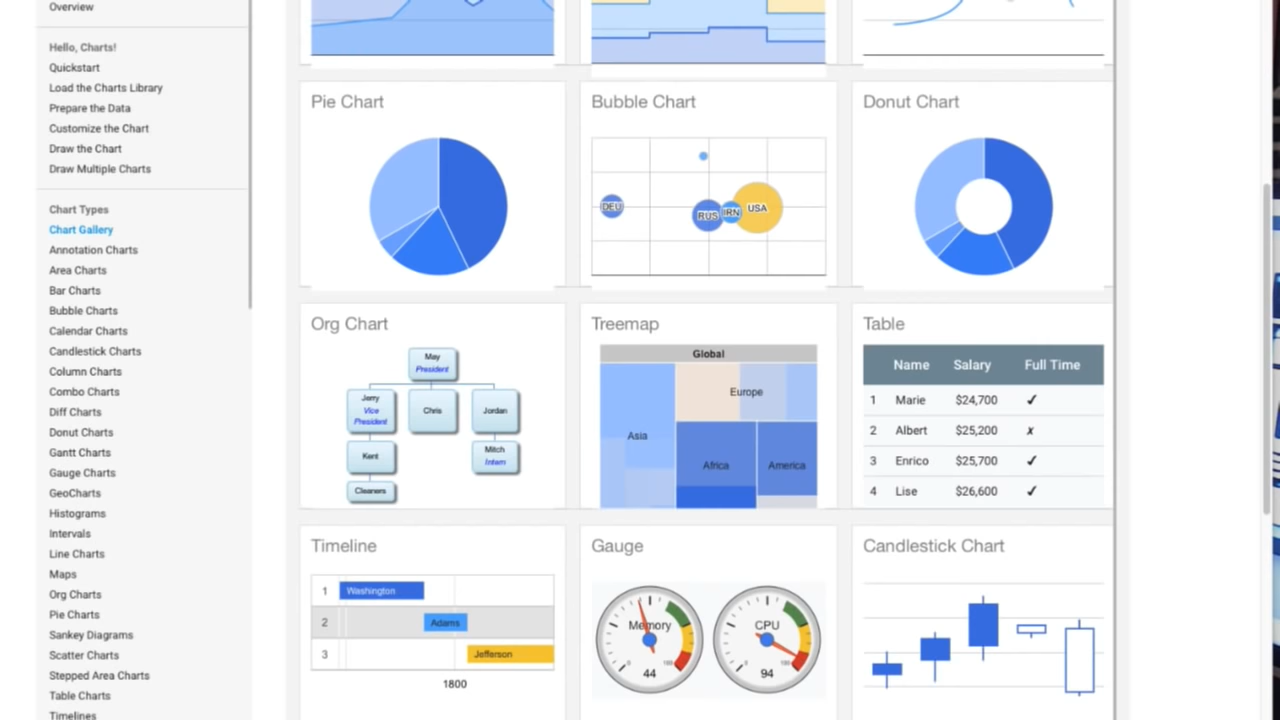 Overview
Hello, Charts!
Quickstart
Load the Charts Library
Prepare the Data
Customize the Chart
Draw the Chart
Draw Multiple Charts
Chart Types
Chart Gallery
Annotation Charts
Area Charts
Bar Charts
Bubble Charts
Calendar Charts
Candlestick Charts
Column Charts
Combo Charts
Diff Charts
Donut Charts
Gantt Charts
Gauge Charts
GeoCharts
Histograms
Intervals
Line Charts
Maps
Org Charts
Pie Charts
Sankey Diagrams
Scatter Charts
Stepped Area Charts
Table Charts
Timelines
Pie Chart
Bubble Chart
DEU
RUS
IRN
USA
Donut Chart
Org Chart
May
President
Jerry
Vice
President
Chris
Jordan
Kent
Mitch
Intern
Cleaners
Treemap
Global
Europe
Asia
Africa
America
Table
Name Salary Full Time
1 Marie $24,700 ✓
2 Albert $25,200 ✗
3 Enrico $25,700 ✓
4 Lise $26,600 ✓
Timeline
1 Washington
2 Adams
3 Jefferson
1800
Gauge
Memory
0 100
44
CPU
0 100
94
Candlestick Chart